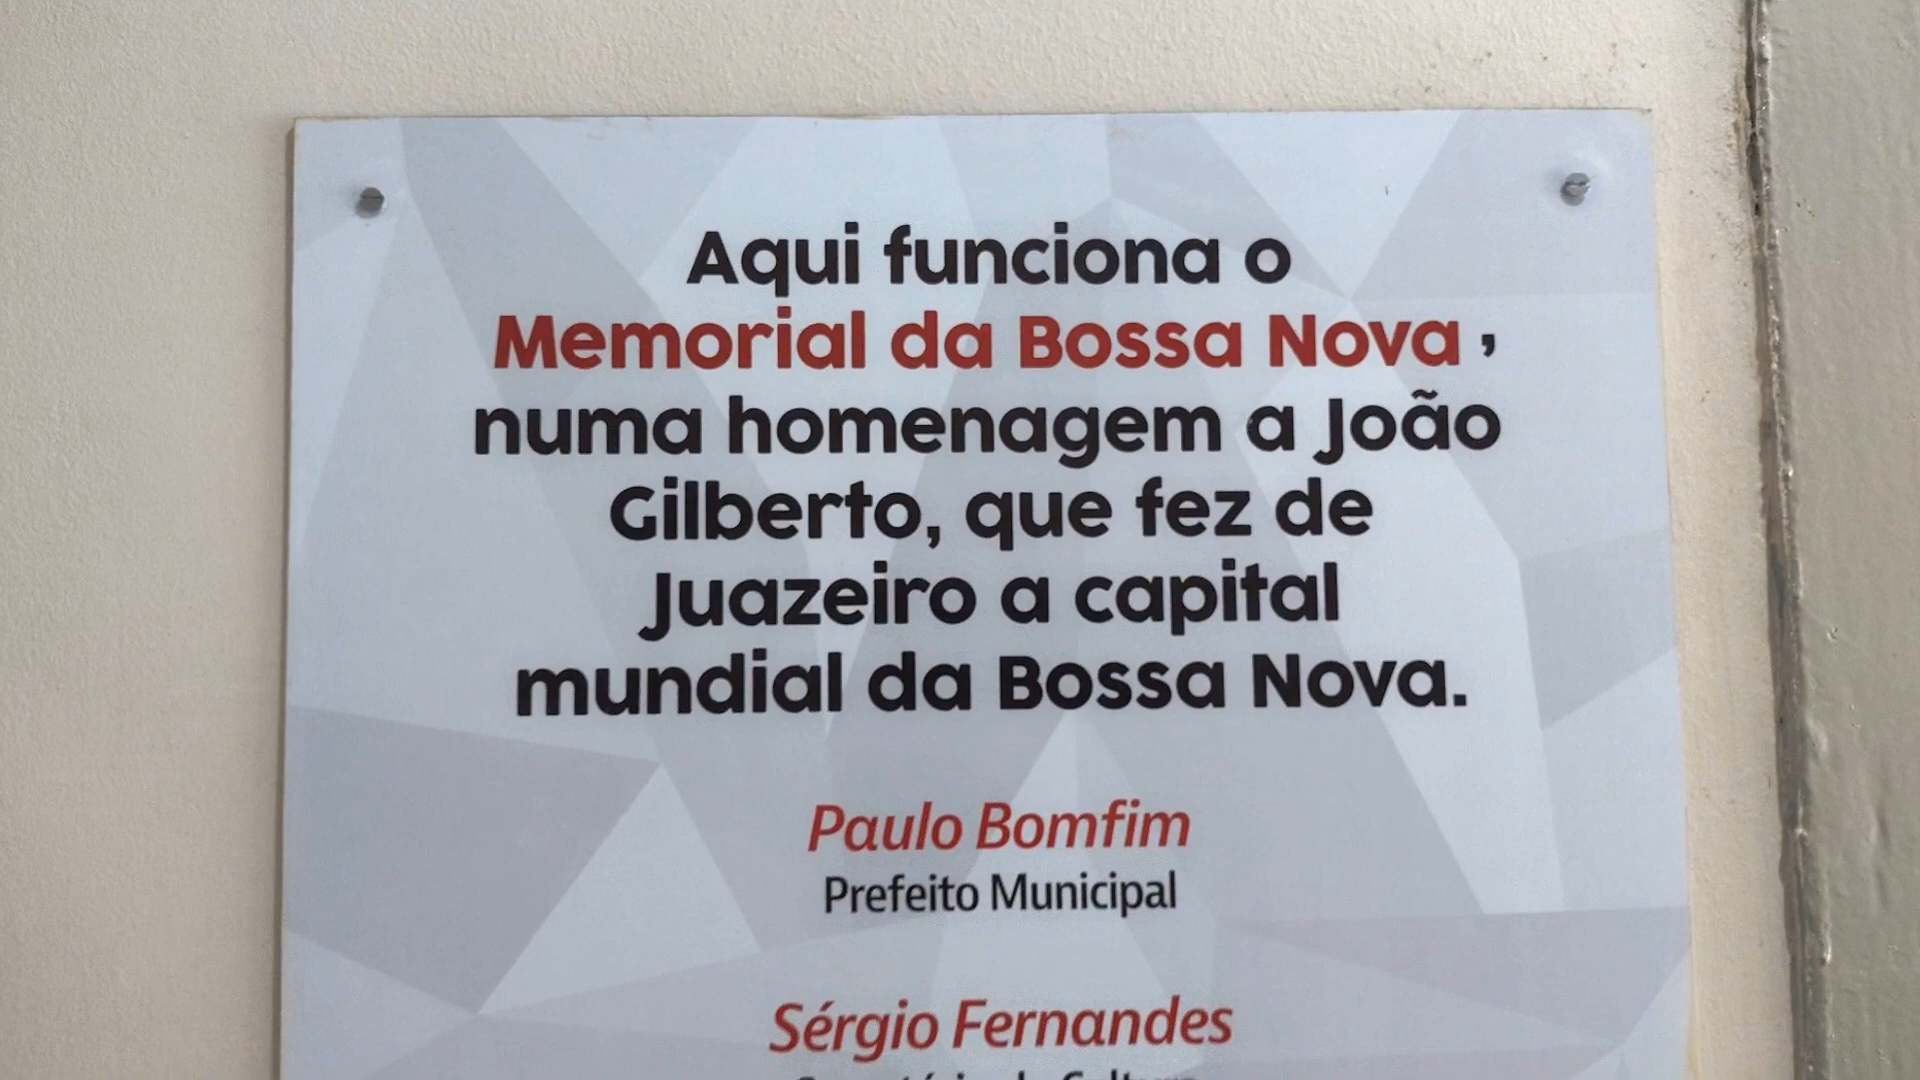 Aqui funciona o
Memorial da Bossa Nova ,
numa homenagem a João
Gilberto, que fez de
Juazeiro a capital
mundial da Bossa Nova.
Paulo Bomfim
Prefeito Municipal
Sérgio Fernandes